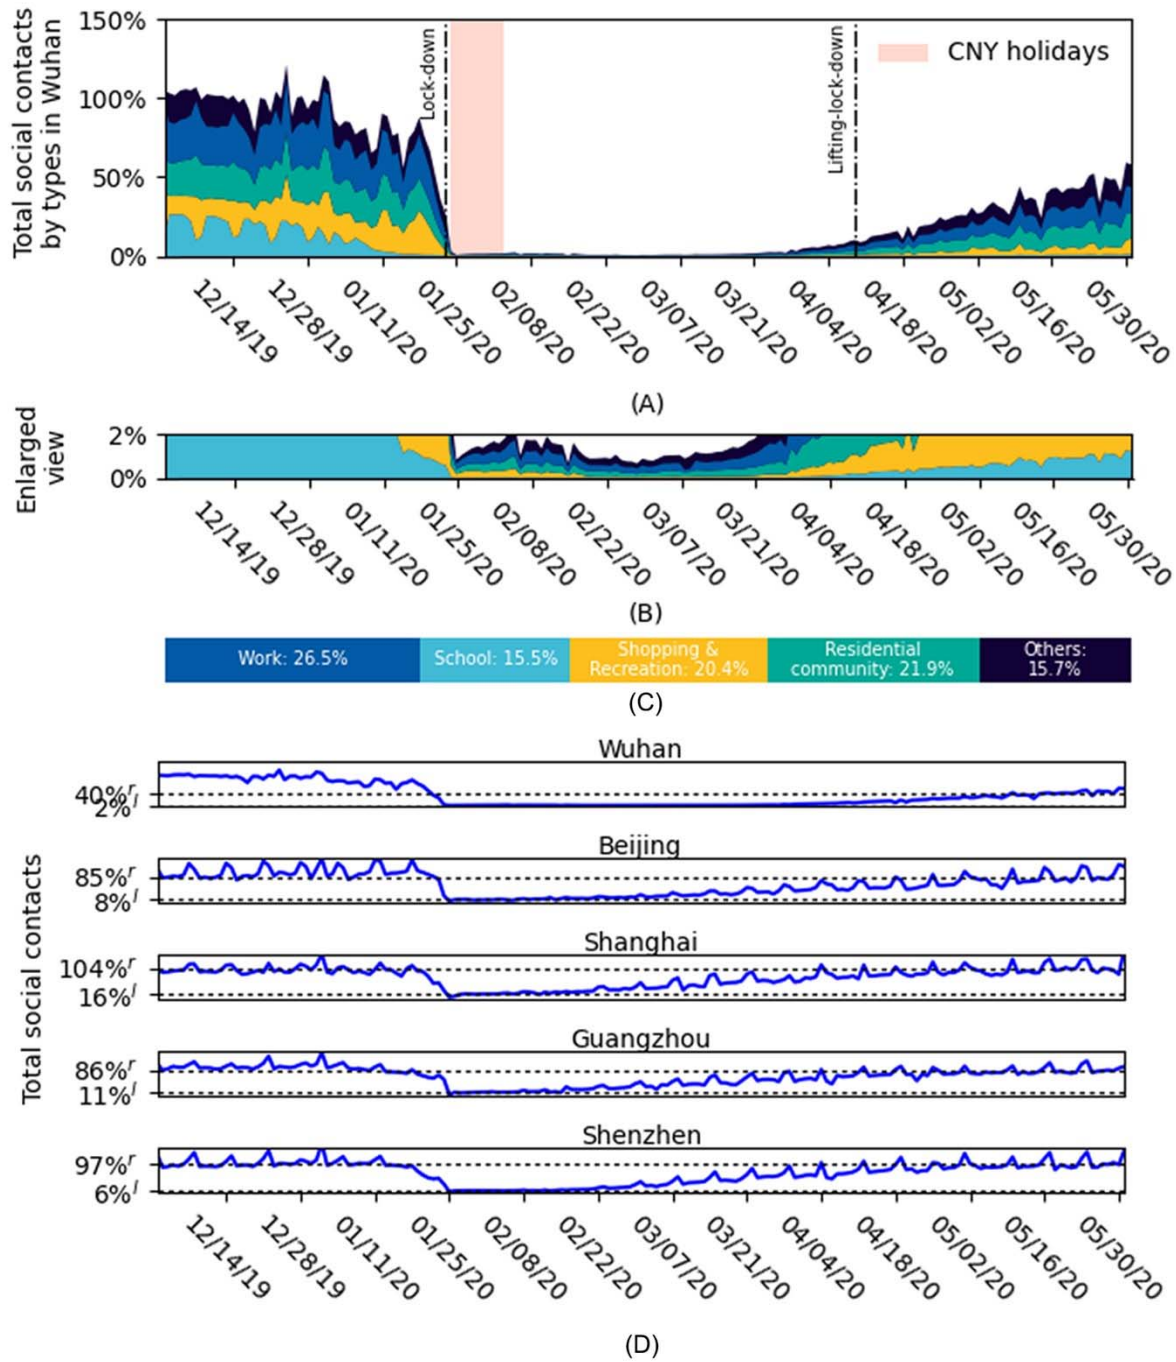 Total social contacts
by types in Wuhan
150%
100%
50%
0%
Lock-down
Lifting-lock-down
CNY holidays
12/14/19
12/28/19
01/11/20
01/25/20
02/08/20
02/22/20
03/07/20
03/21/20
04/04/20
04/18/20
05/02/20
05/16/20
05/30/20
(A)
Enlarged
view
2%
0%
12/14/19
12/28/19
01/11/20
01/25/20
02/08/20
02/22/20
03/07/20
03/21/20
04/04/20
04/18/20
05/02/20
05/16/20
05/30/20
(B)
Work: 26.5%
School: 15.5%
Shopping &
Recreation: 20.4%
Residential
community: 21.9%
Others:
15.7%
(C)
Total social contacts
Wuhan
40%r
2%l
Beijing
85%r
8%l
Shanghai
104%r
16%l
Guangzhou
86%r
11%l
Shenzhen
97%r
6%l
12/14/19
12/28/19
01/11/20
01/25/20
02/08/20
02/22/20
03/07/20
03/21/20
04/04/20
04/18/20
05/02/20
05/16/20
05/30/20
(D)